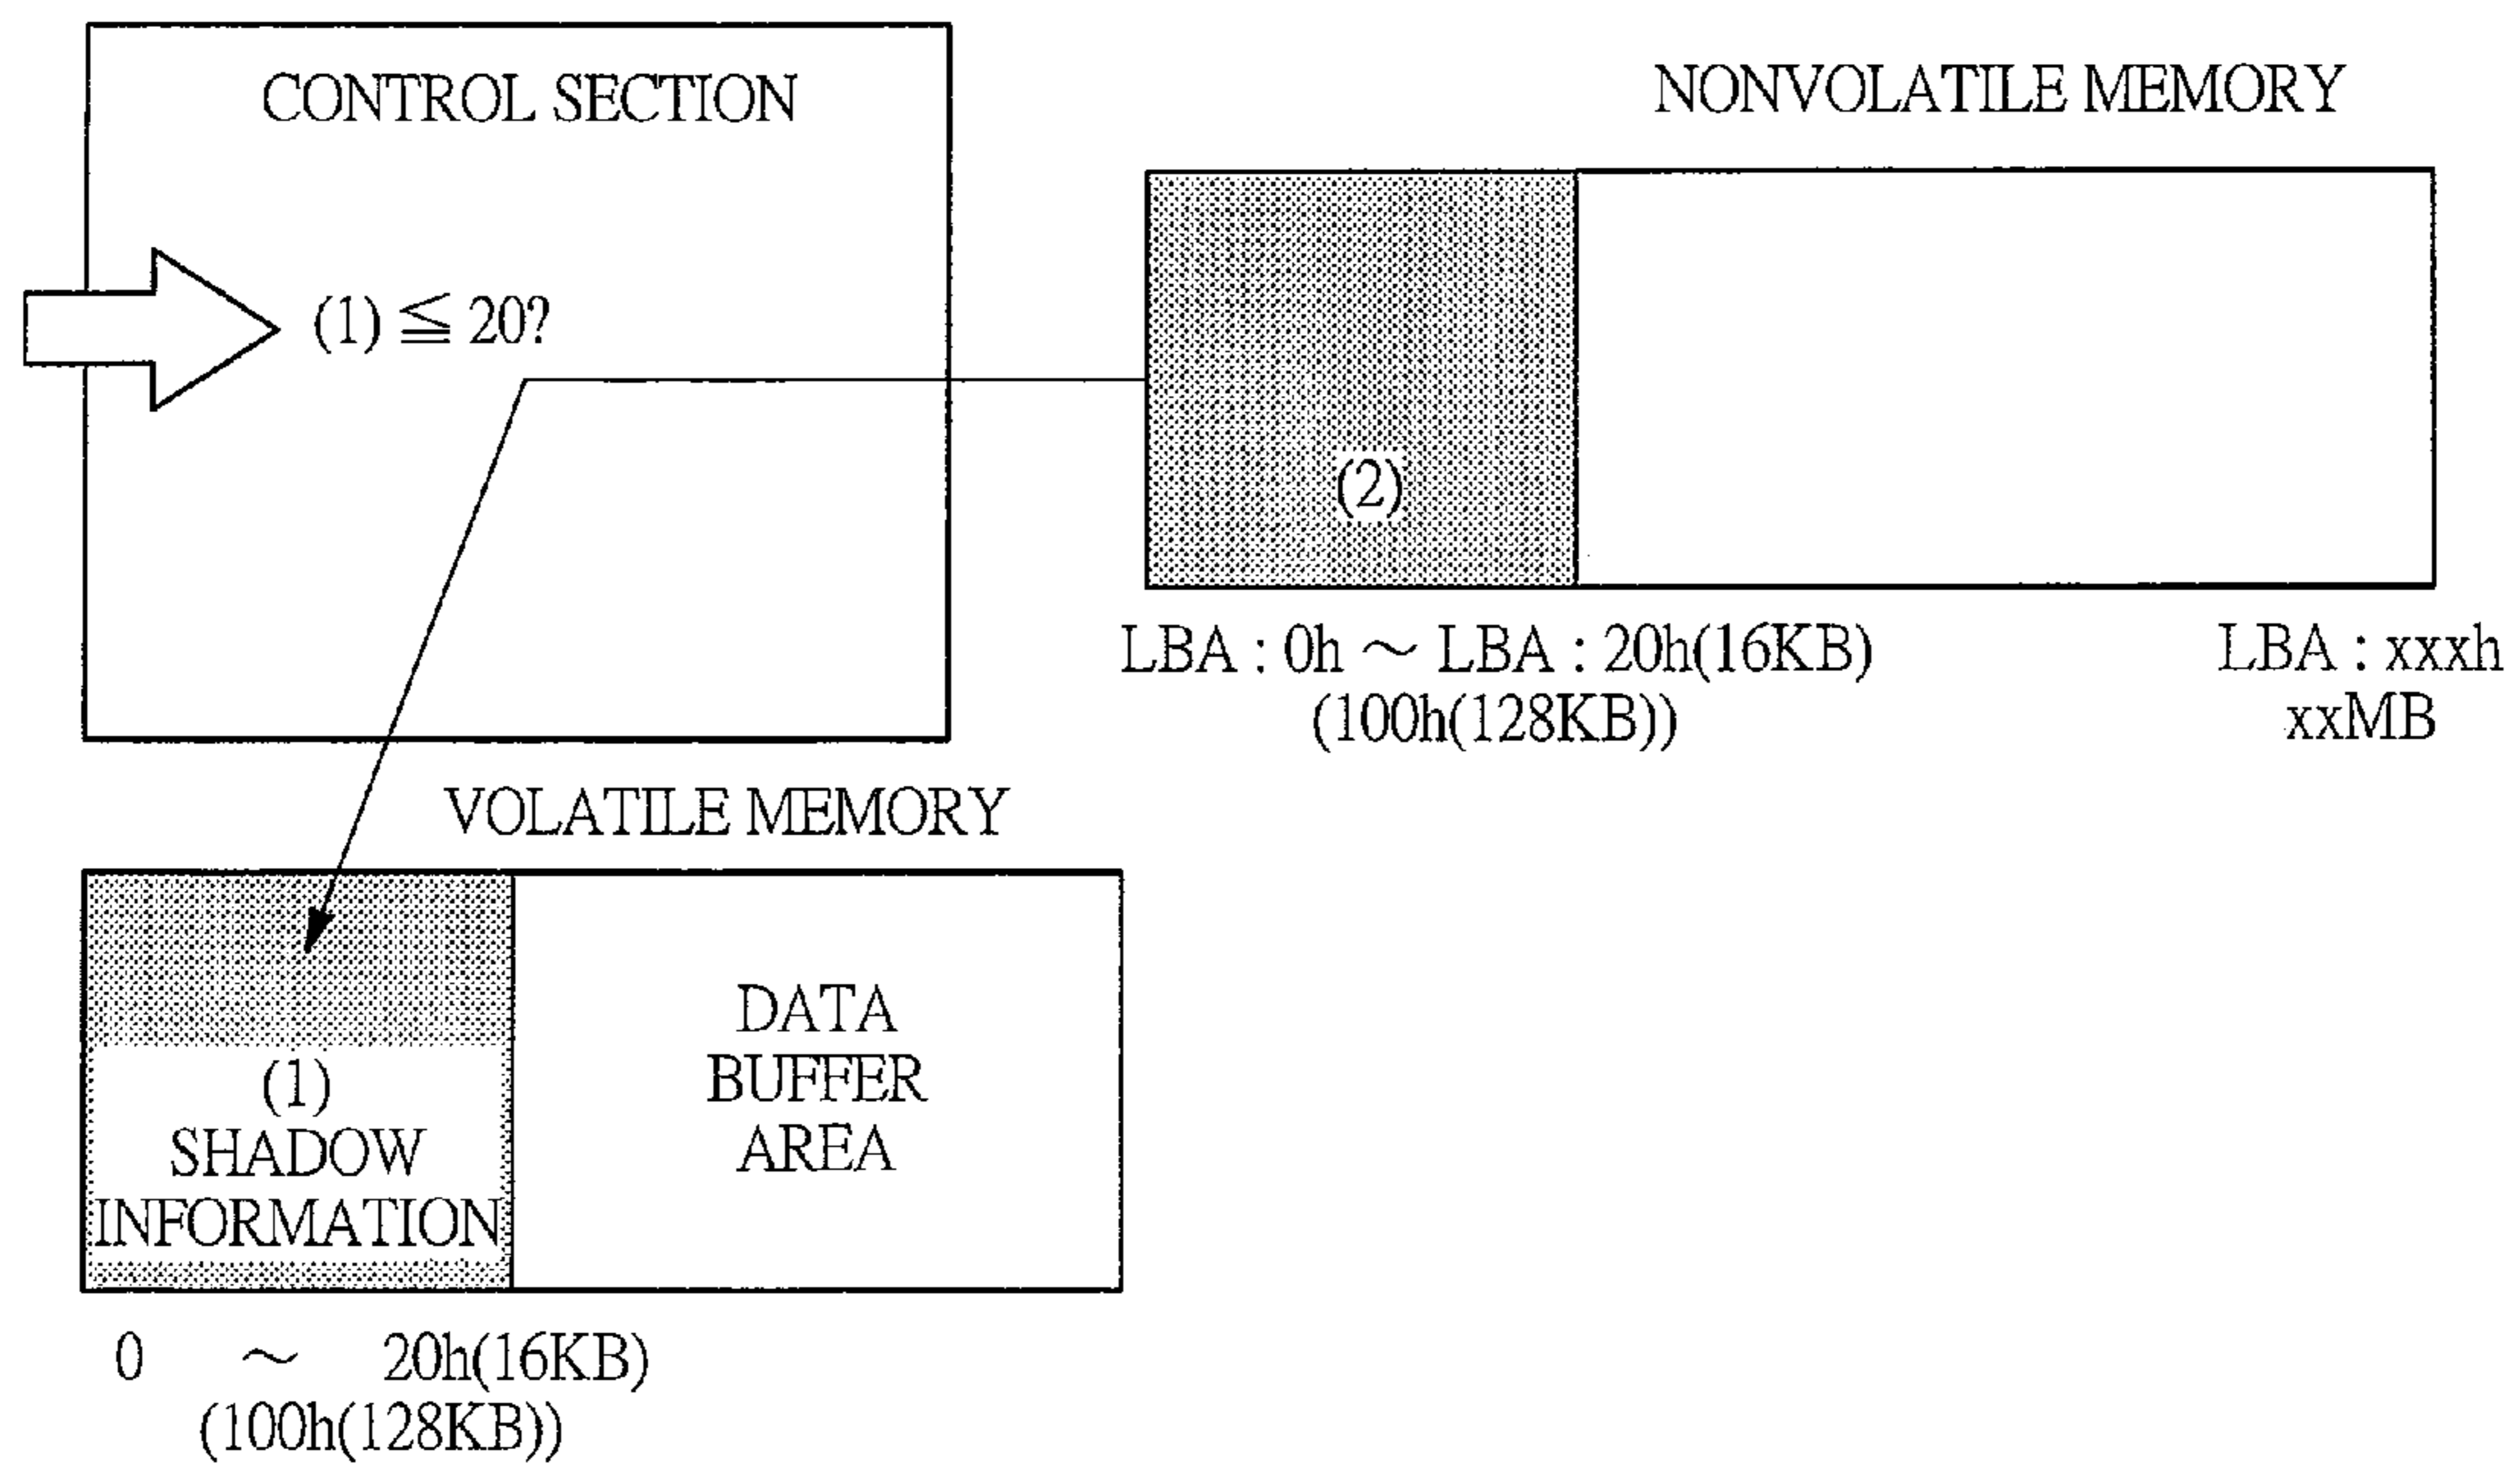 CONTROL SECTION
NONVOLATILE MEMORY
(1) ≦ 20?
(2)
LBA : 0h ～ LBA : 20h(16KB)
(100h(128KB))
LBA : xxxh
xxMB
VOLATILE MEMORY
(1)
SHADOW
INFORMATION
DATA
BUFFER
AREA
0 ～ 20h(16KB)
(100h(128KB))